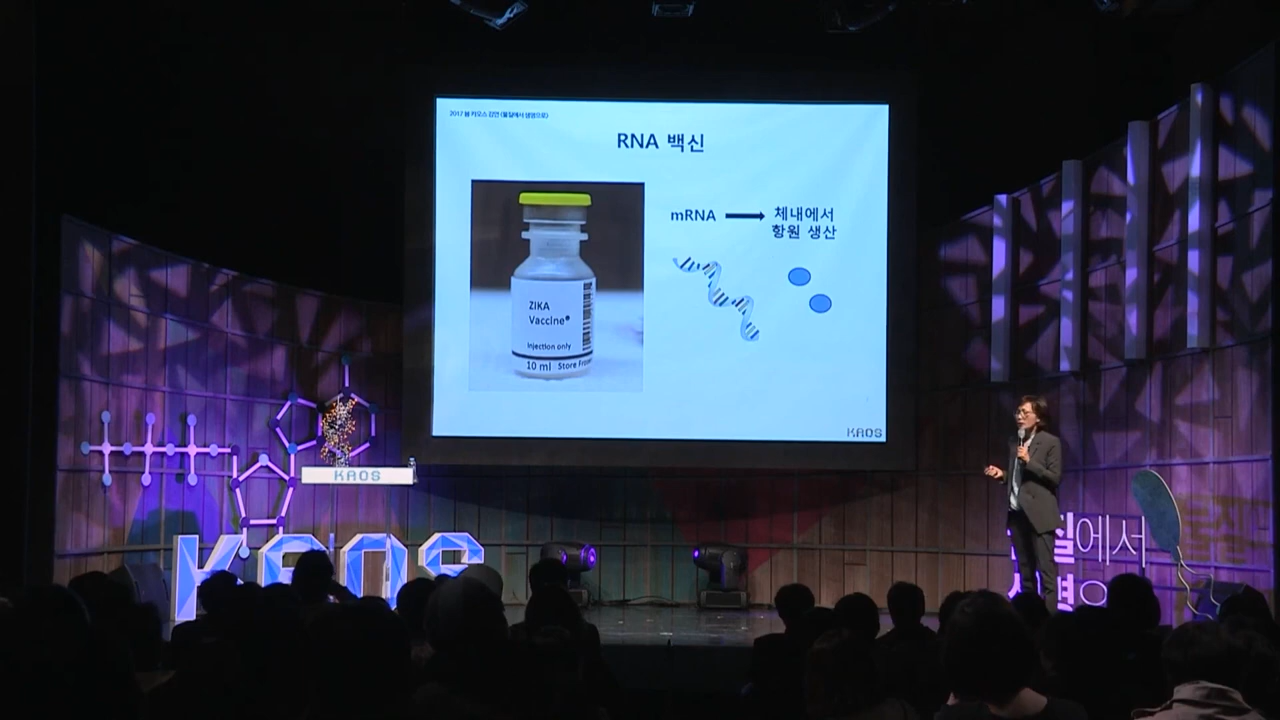 2017 봄 카오스 강연 <물질에서 생명으로>
RNA 백신
mRNA
체내에서
항원 생산
ZIKA
Vaccine®
Injection only
10 ml Store
KAOS
KAOS
KAOS
에서